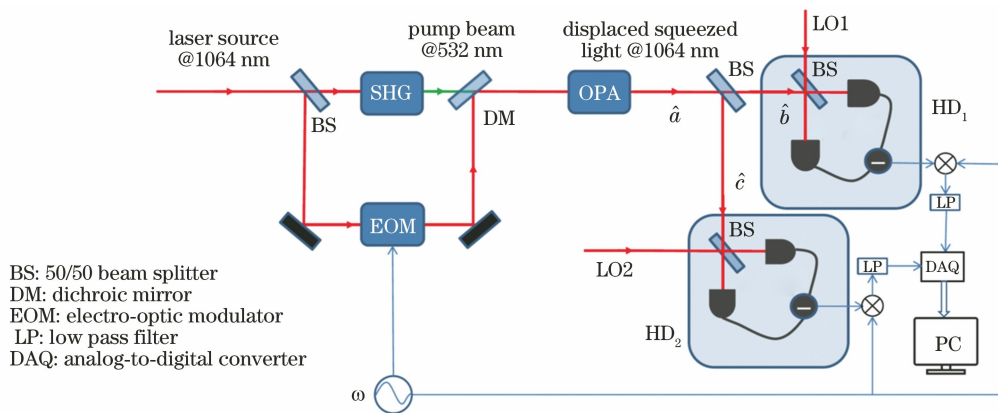 laser source
@1064 nm
pump beam
@532 nm
displaced squeezed
light @1064 nm
LO1
BS
SHG
BS
DM
OPA
BS
BS
â
b̂
HD1
ĉ
LP
EOM
BS
LO2
LP
DAQ
HD2
PC
BS: 50/50 beam splitter
DM: dichroic mirror
EOM: electro-optic modulator
LP: low pass filter
DAQ: analog-to-digital converter
ω